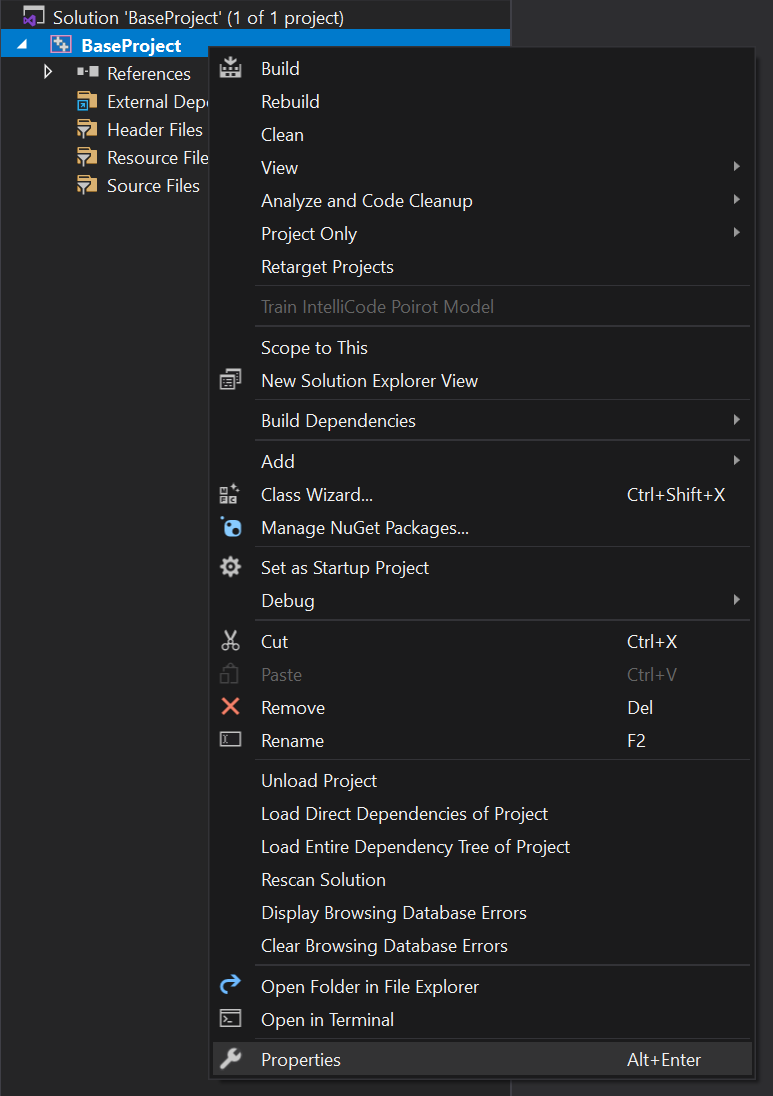 Solution 'BaseProject' (1 of 1 project)
BaseProject
References
External Dep
Header Files
Resource File
Source Files
Build
Rebuild
Clean
View
Analyze and Code Cleanup
Project Only
Retarget Projects
Train IntelliCode Poirot Model
Scope to This
New Solution Explorer View
Build Dependencies
Add
Class Wizard... Ctrl+Shift+X
Manage NuGet Packages...
Set as Startup Project
Debug
Cut Ctrl+X
Paste Ctrl+V
Remove Del
Rename F2
Unload Project
Load Direct Dependencies of Project
Load Entire Dependency Tree of Project
Rescan Solution
Display Browsing Database Errors
Clear Browsing Database Errors
Open Folder in File Explorer
Open in Terminal
Properties Alt+Enter